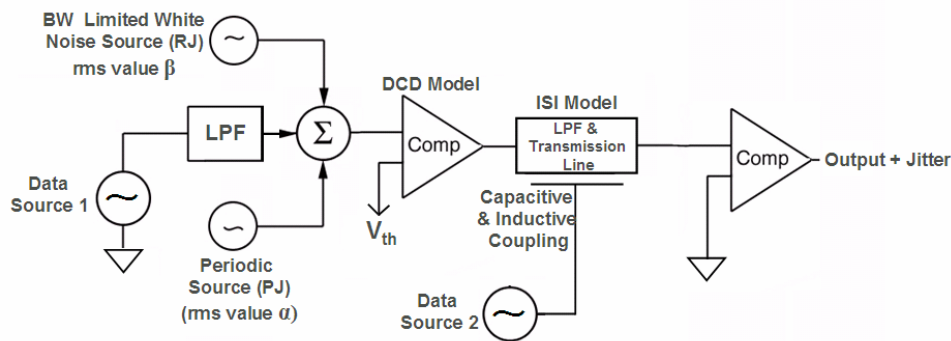 BW Limited White
Noise Source (RJ)
rms value β
LPF
Σ
DCD Model
Comp
V_th
ISI Model
LPF &
Transmission
Line
Comp
Output + Jitter
Data
Source 1
Periodic
Source (PJ)
(rms value α)
Capacitive
& Inductive
Coupling
Data
Source 2